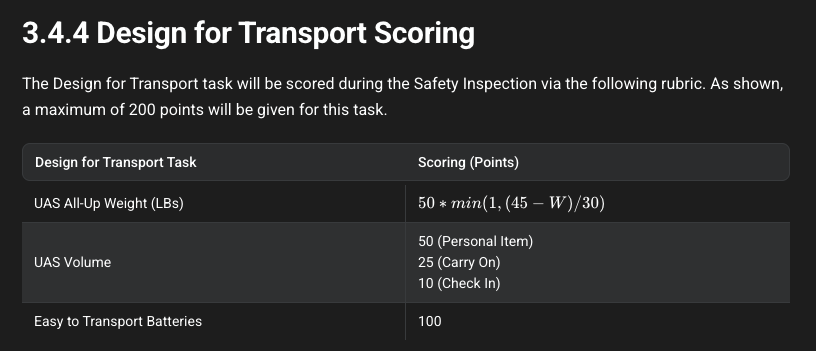 3.4.4 Design for Transport Scoring
The Design for Transport task will be scored during the Safety Inspection via the following rubric. As shown,
a maximum of 200 points will be given for this task.
Design for Transport Task Scoring (Points)
UAS All-Up Weight (LBs) 50 ∗ min(1, (45 − W)/30)
UAS Volume
50 (Personal Item)
25 (Carry On)
10 (Check In)
Easy to Transport Batteries 100